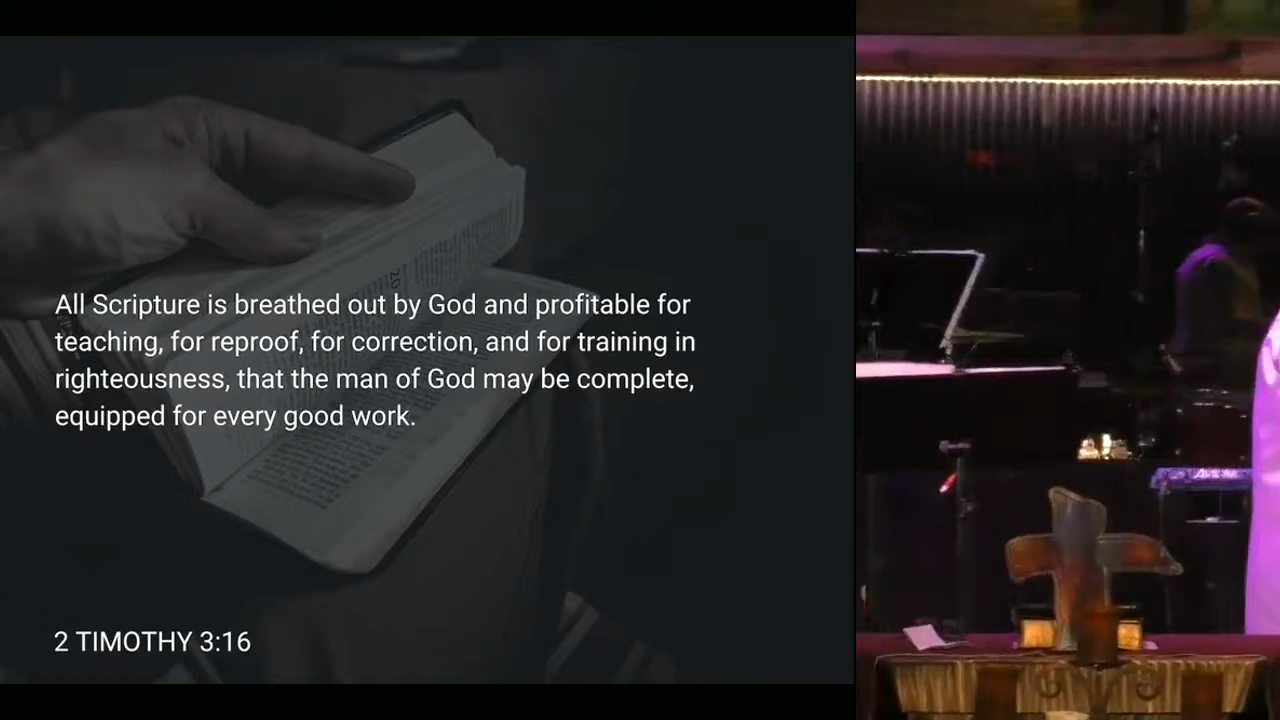 All Scripture is breathed out by God and profitable for
teaching, for reproof, for correction, and for training in
righteousness, that the man of God may be complete,
equipped for every good work.
2 TIMOTHY 3:16